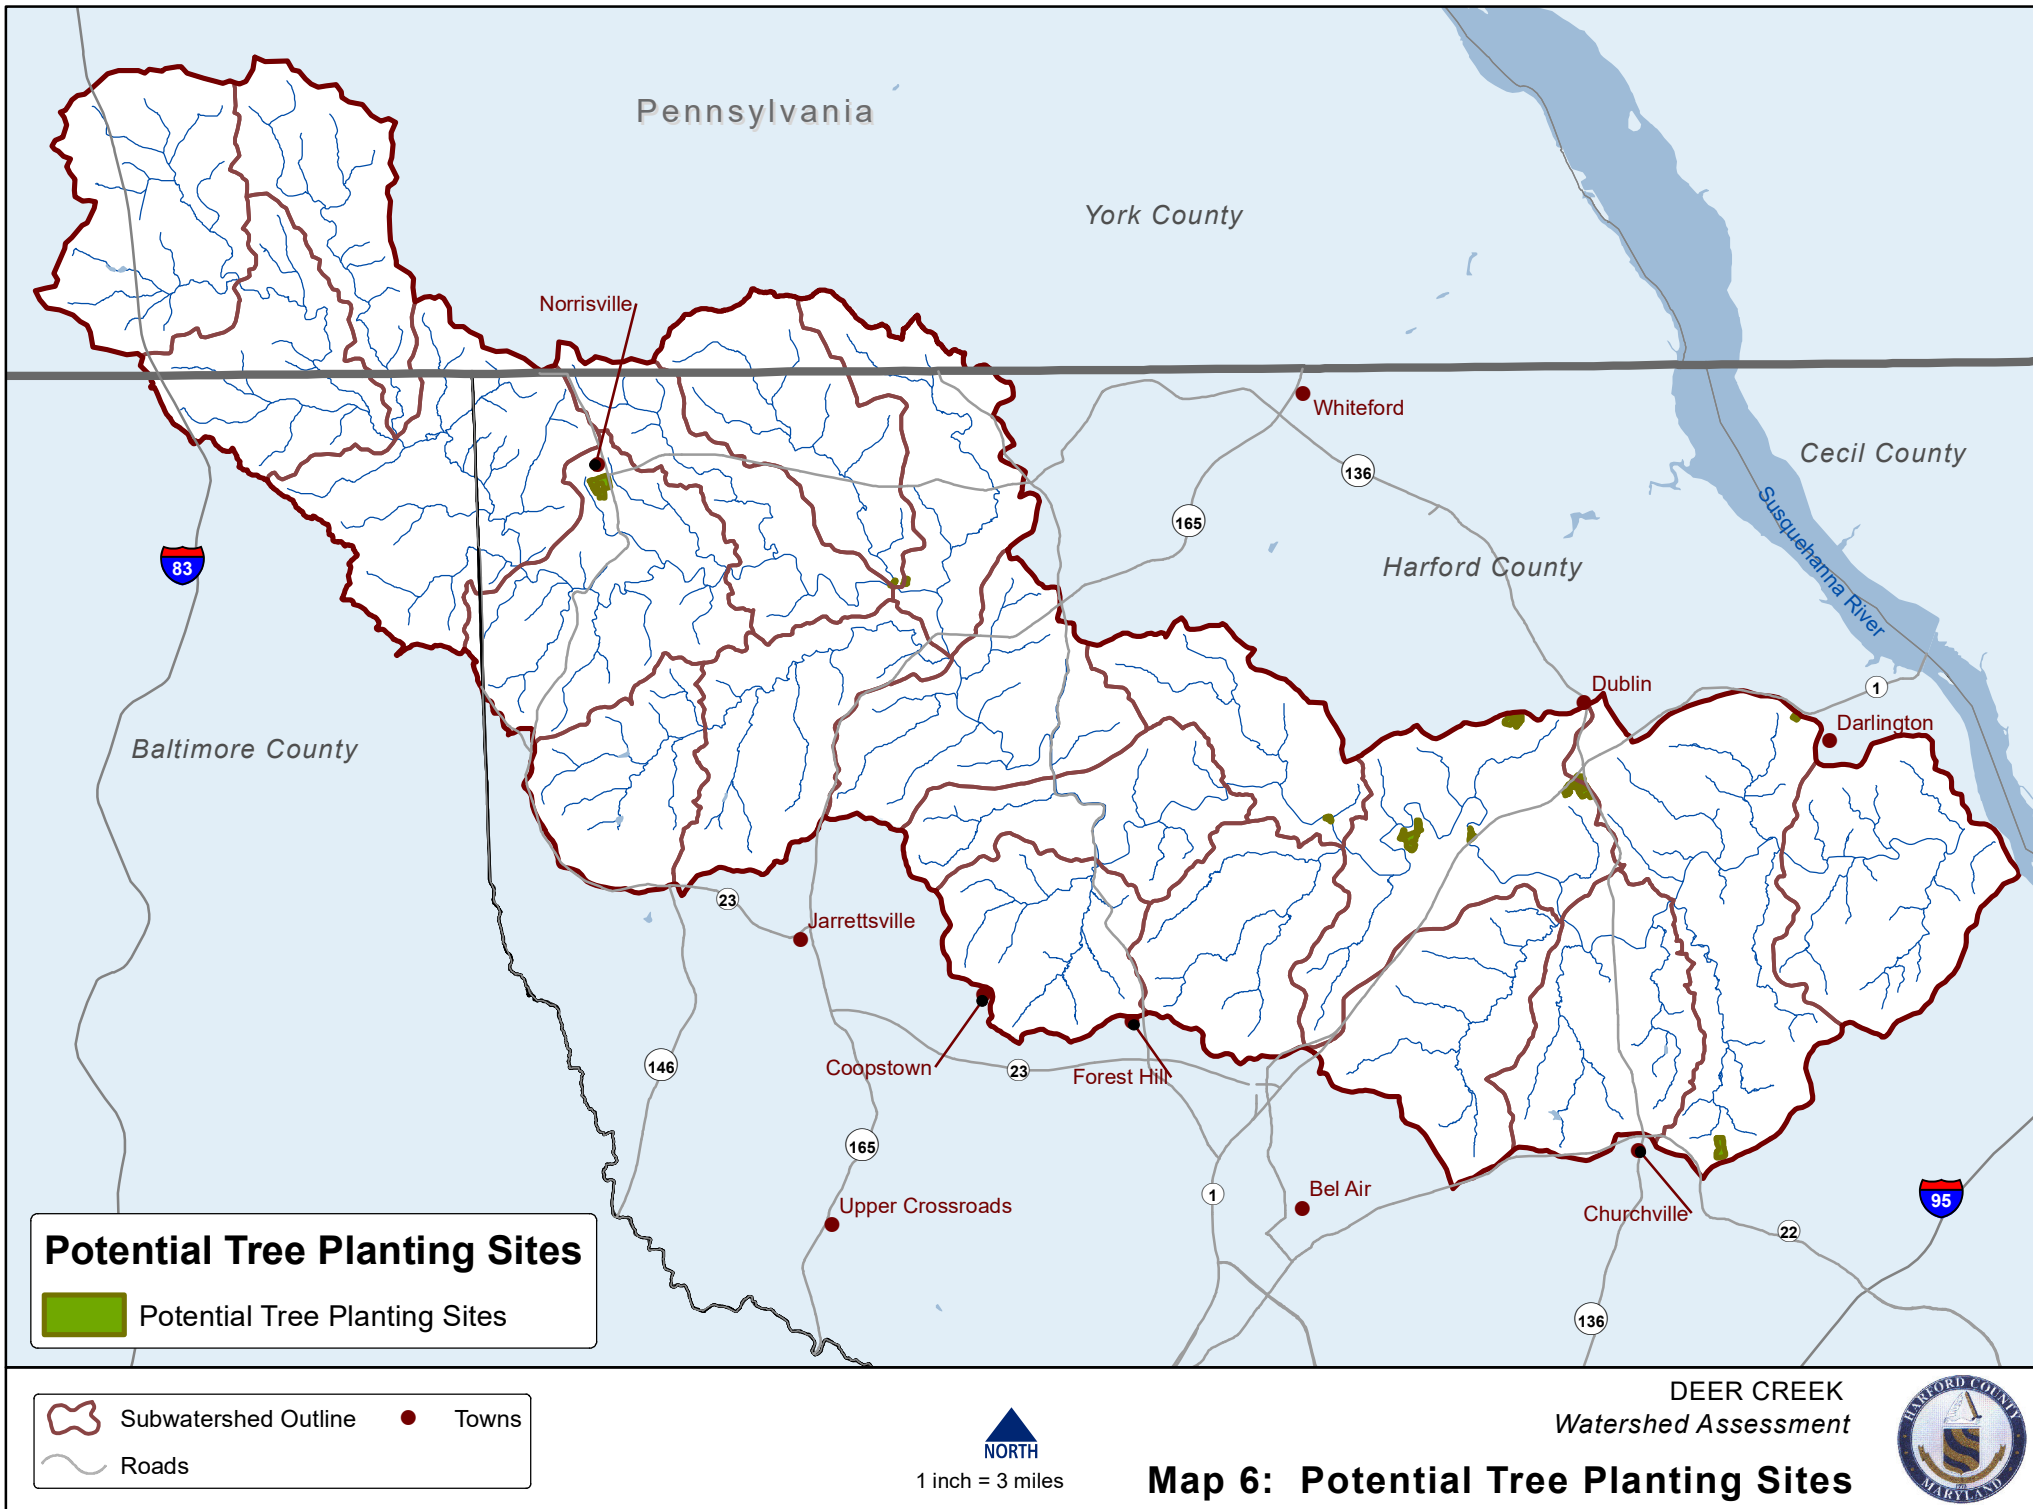 Pennsylvania
York County
Norrisville
Whiteford
Cecil County
136
165
Susquehanna River
83
Harford County
Dublin
1
Darlington
Baltimore County
23
Jarrettsville
Coopstown
23
Forest Hill
146
165
1
Bel Air
Churchville
95
Upper Crossroads
22
136
Potential Tree Planting Sites
Potential Tree Planting Sites
Subwatershed Outline
Towns
Roads
NORTH
1 inch = 3 miles
DEER CREEK
Watershed Assessment
Map 6: Potential Tree Planting Sites
HARFORD COUNTY
MARYLAND